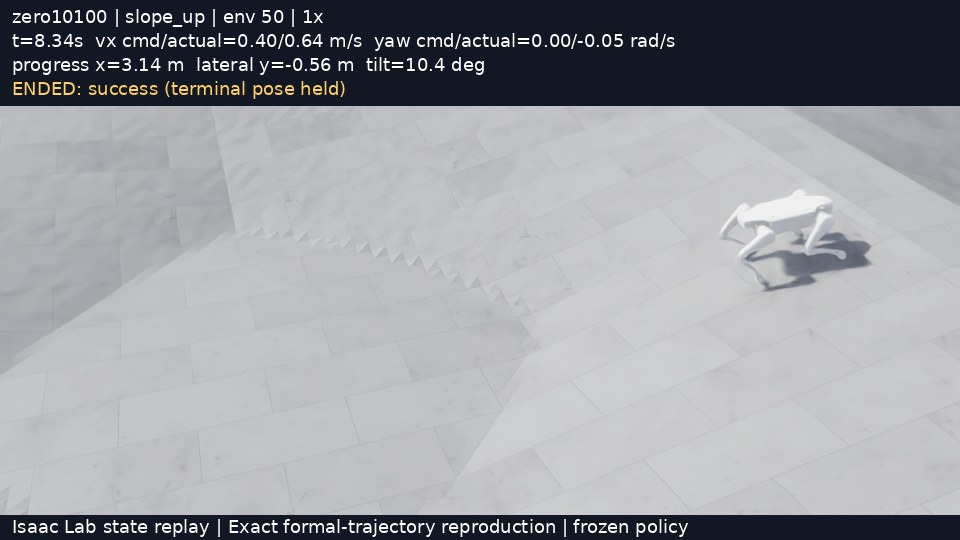 zero10100 | slope_up | env 50 | 1x
t=8.34s  vx cmd/actual=0.40/0.64 m/s  yaw cmd/actual=0.00/-0.05 rad/s
progress x=3.14 m  lateral y=-0.56 m  tilt=10.4 deg
ENDED: success (terminal pose held)
Isaac Lab state replay | Exact formal-trajectory reproduction | frozen policy